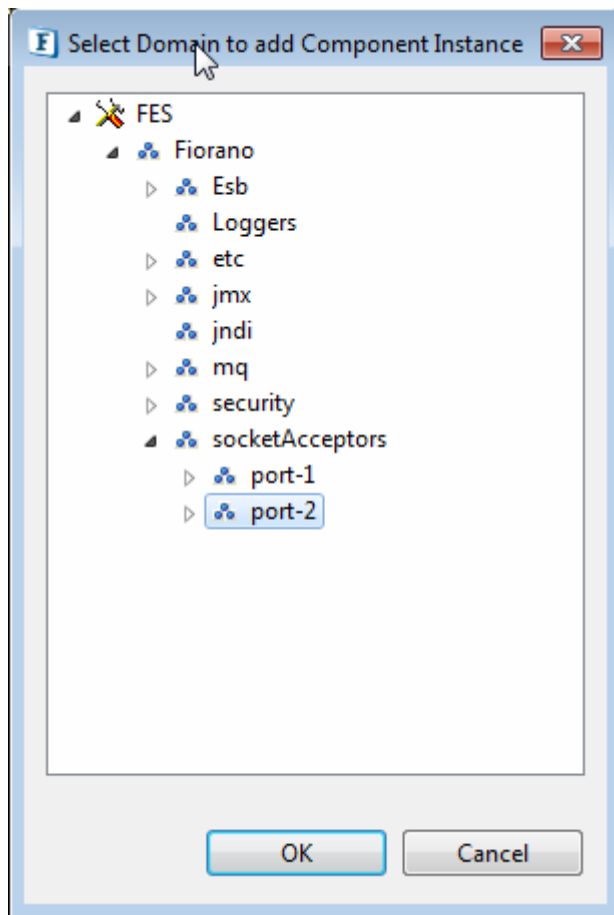 F Select Domain to add Component Instance
FES
Fiorano
Esb
Loggers
etc
jmx
jndi
mq
security
socketAcceptors
port-1
port-2
OK Cancel